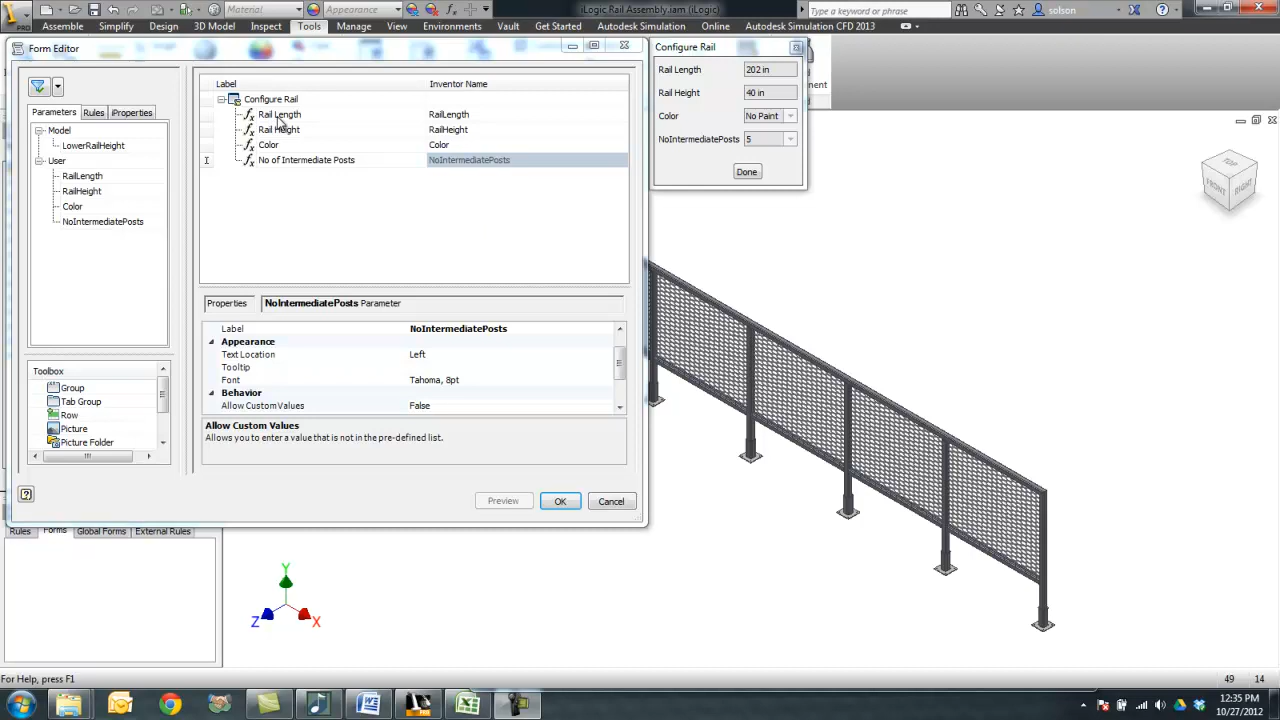 Material
Appearance
iLogic Rail Assembly.iam (iLogic)
Type a keyword or phrase
solson
PRO
Assemble
Simplify
Design
3D Model
Inspect
Tools
Manage
View
Environments
Vault
Get Started
Autodesk Simulation
Online
Autodesk Simulation CFD 2013
Form Editor
Configure Rail
Parameters
Rules
iProperties
Model
LowerRailHeight
User
RailLength
RailHeight
Color
NoIntermediatePosts
Label
Inventor Name
Configure Rail
Rail Length
RailLength
Rail Height
RailHeight
Color
Color
No of Intermediate Posts
NoIntermediatePosts
Rail Length
202 in
Rail Height
40 in
Color
No Paint
NoIntermediatePosts
5
Done
TOP
FRONT
RIGHT
Properties
NoIntermediatePosts Parameter
Label
NoIntermediatePosts
Appearance
Text Location
Left
Tooltip
Font
Tahoma, 8pt
Behavior
Allow Custom Values
False
Allow Custom Values
Allows you to enter a value that is not in the pre-defined list.
Toolbox
Group
Tab Group
Row
Picture
Picture Folder
Preview
OK
Cancel
Rules
Forms
Global Forms
External Rules
Y
Z
X
For Help, press F1
49
14
12:35 PM
10/27/2012